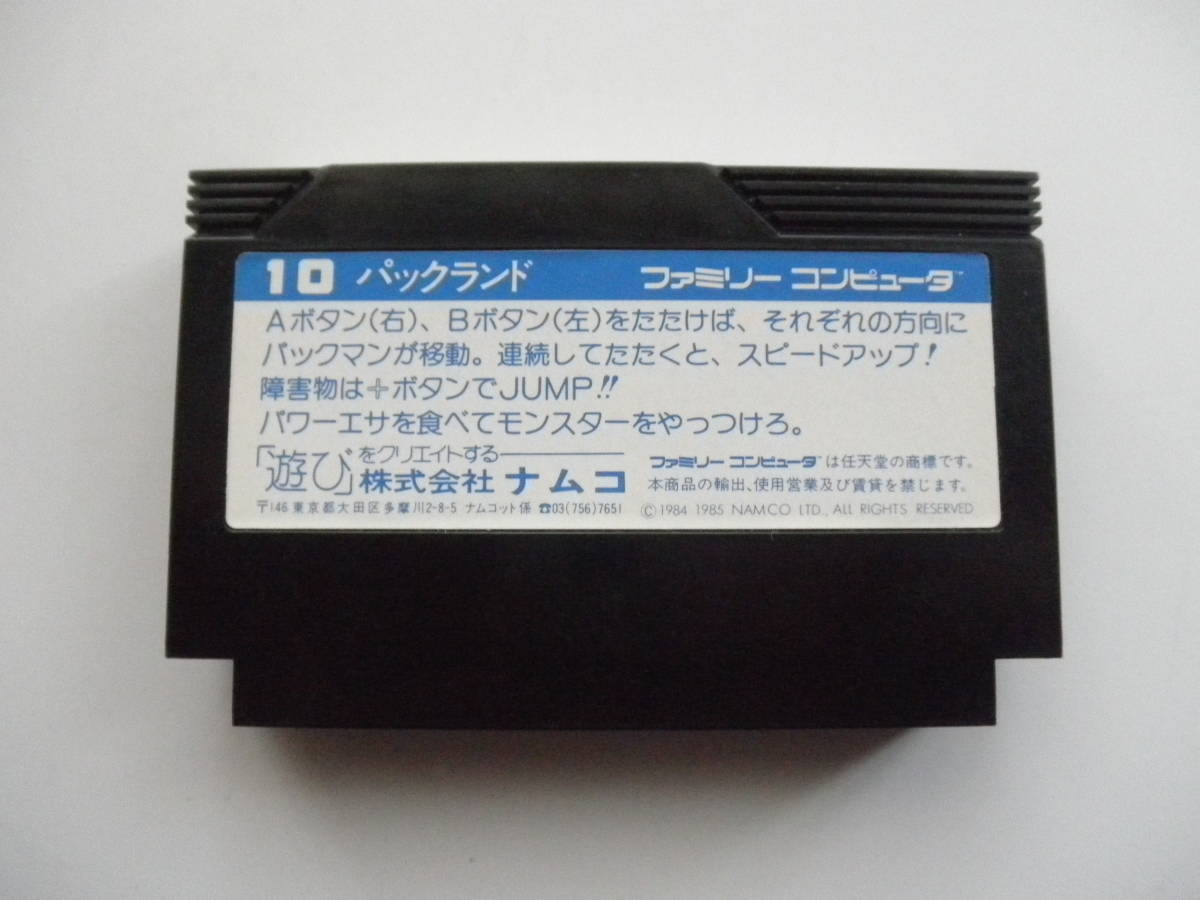 10 パックランド ファミリー コンピュータ™
Aボタン(右)、Bボタン(左)をたたけば、それぞれの方向に
パックマンが移動。連続してたたくと、スピードアップ!
障害物は+ボタンでJUMP!!
パワーエサを食べてモンスターをやっつけろ。
「遊び」をクリエイトする
株式会社 ナムコ
〒146 東京都大田区多摩川2-8-5 ナムコット係 ☎03(756)7651
ファミリー コンピュータ™は任天堂の商標です。
本商品の輸出、使用営業及び賃貸を禁じます。
©1984 1985 NAMCO LTD., ALL RIGHTS RESERVED